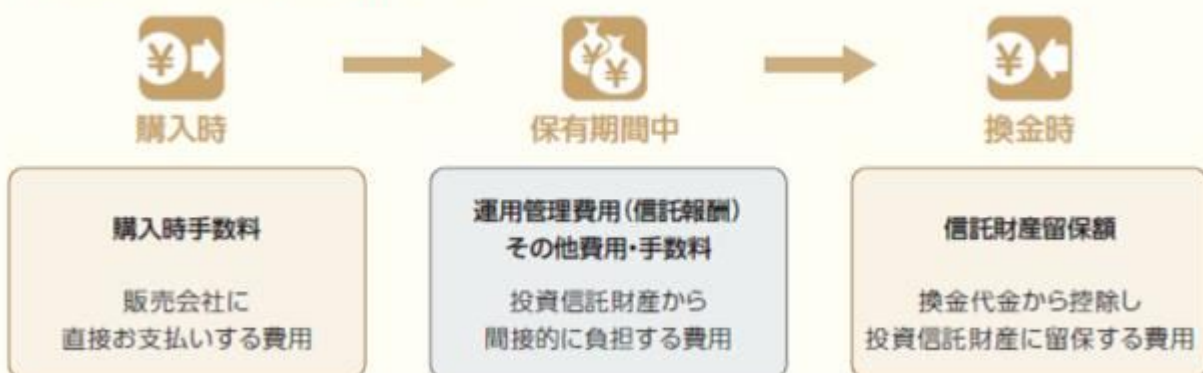 ¥
¥¥
¥
購入時
保有期間中
換金時
購入時手数料
販売会社に
直接お支払いする費用
運用管理費用(信託報酬)
その他費用・手数料
投資信託財産から
間接的に負担する費用
信託財産留保額
換金代金から控除し
投資信託財産に留保する費用